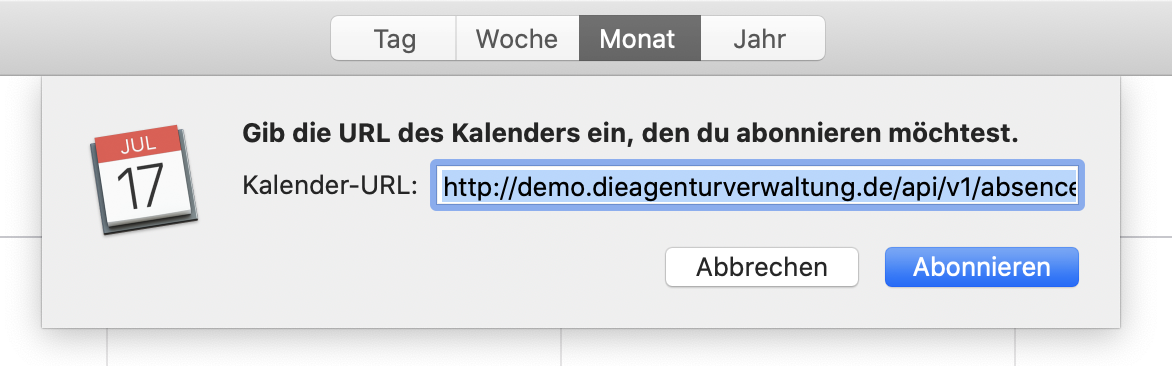 Tag Woche Monat Jahr
JUL
17
Gib die URL des Kalenders ein, den du abonnieren möchtest.
Kalender-URL: http://demo.dieagenturverwaltung.de/api/v1/absence
Abbrechen Abonnieren